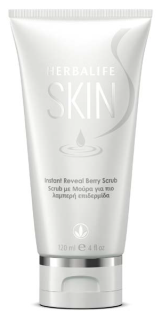 HERBALIFE
SKIN
Instant Reveal Berry Scrub
Scrub με Μούρα για πιο
λαμπερή επιδερμίδα
120 ml ℮ 4 fl oz